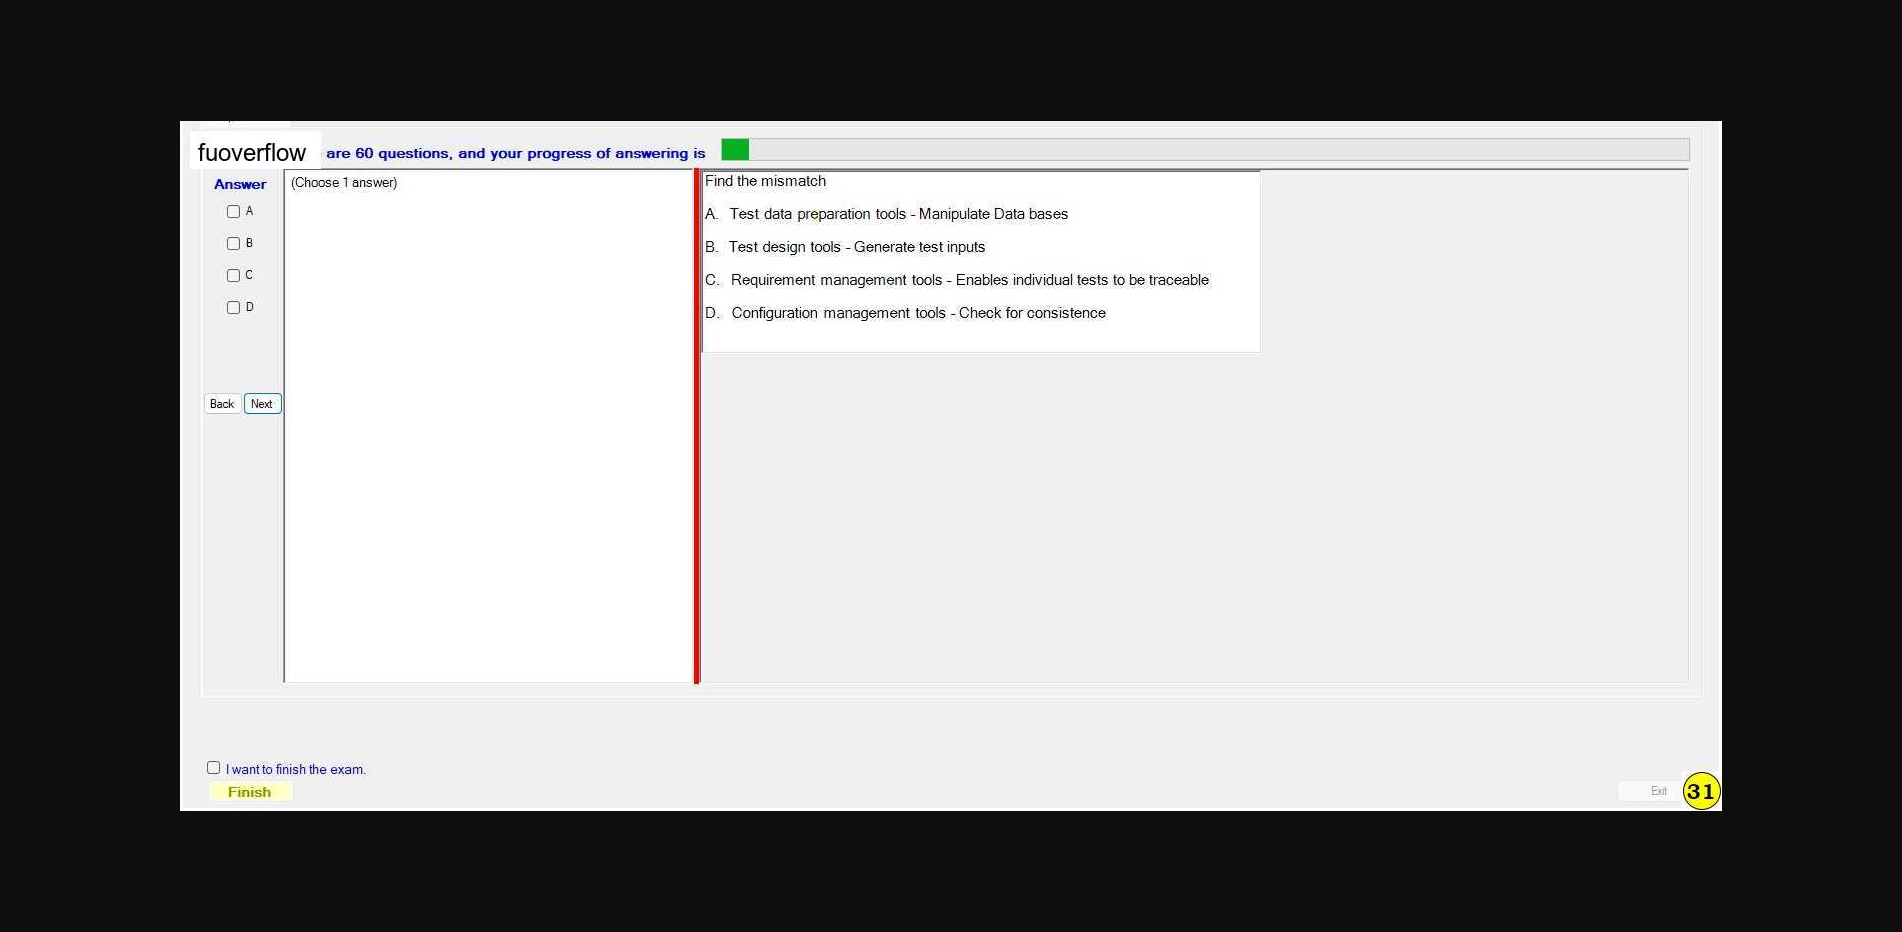 fuoverflow are 60 questions, and your progress of answering is
Answer
(Choose 1 answer)
A
B
C
D
Back Next
Find the mismatch
A. Test data preparation tools - Manipulate Data bases
B. Test design tools - Generate test inputs
C. Requirement management tools - Enables individual tests to be traceable
D. Configuration management tools - Check for consistence
I want to finish the exam.
Finish
Exit
31